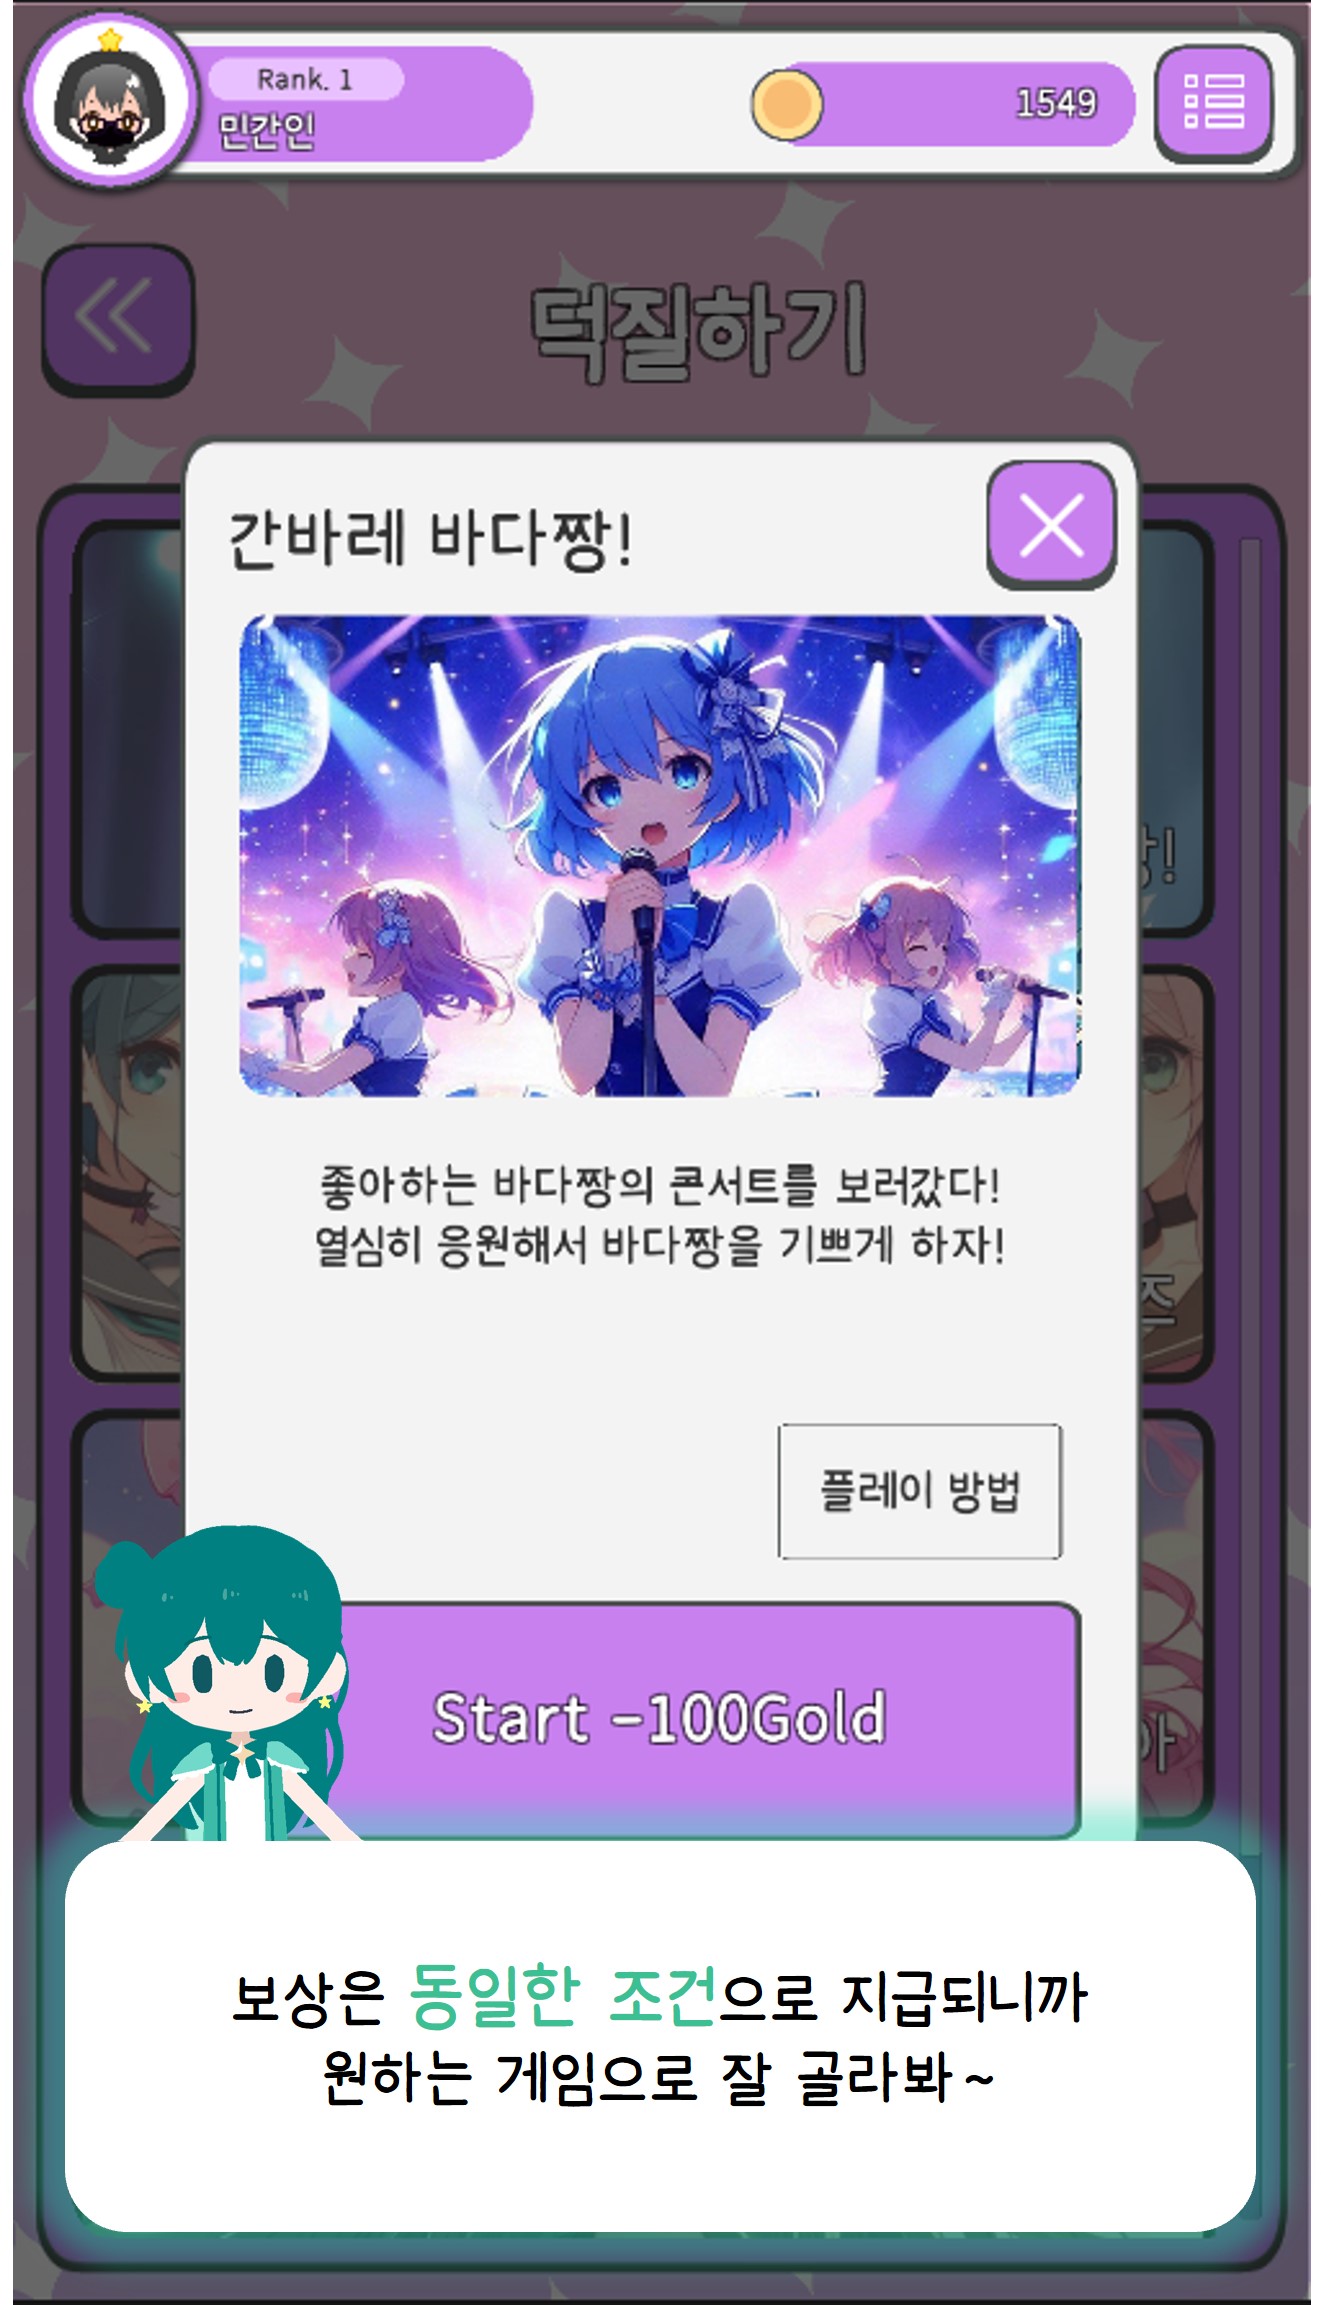 Rank. 1
민간인
1549
덕질하기
간바레 바다짱!
좋아하는 바다짱의 콘서트를 보러갔다!
열심히 응원해서 바다짱을 기쁘게 하자!
플레이 방법
Start -100Gold
보상은 동일한 조건으로 지급되니까
원하는 게임으로 잘 골라봐~